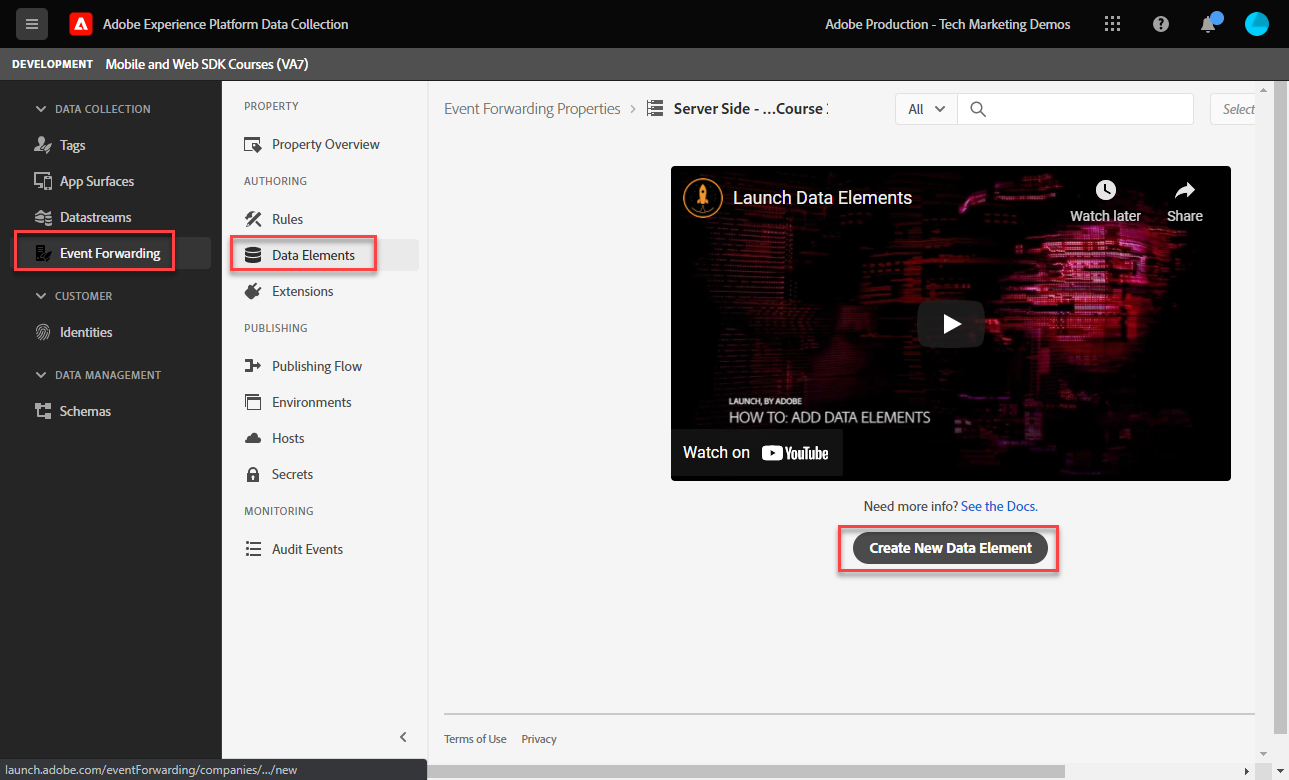 Adobe Experience Platform Data Collection
Adobe Production - Tech Marketing Demos
DEVELOPMENT Mobile and Web SDK Courses (VA7)
DATA COLLECTION
Tags
App Surfaces
Datastreams
Event Forwarding
CUSTOMER
Identities
DATA MANAGEMENT
Schemas
PROPERTY
Property Overview
AUTHORING
Rules
Data Elements
Extensions
PUBLISHING
Publishing Flow
Environments
Hosts
Secrets
MONITORING
Audit Events
Event Forwarding Properties > Server Side - ...Course
All
Select
Launch Data Elements
Watch later
Share
LAUNCH, BY ADOBE
HOW TO: ADD DATA ELEMENTS
Watch on YouTube
Need more info? See the Docs.
Create New Data Element
Terms of Use Privacy
launch.adobe.com/eventForwarding/companies/.../new